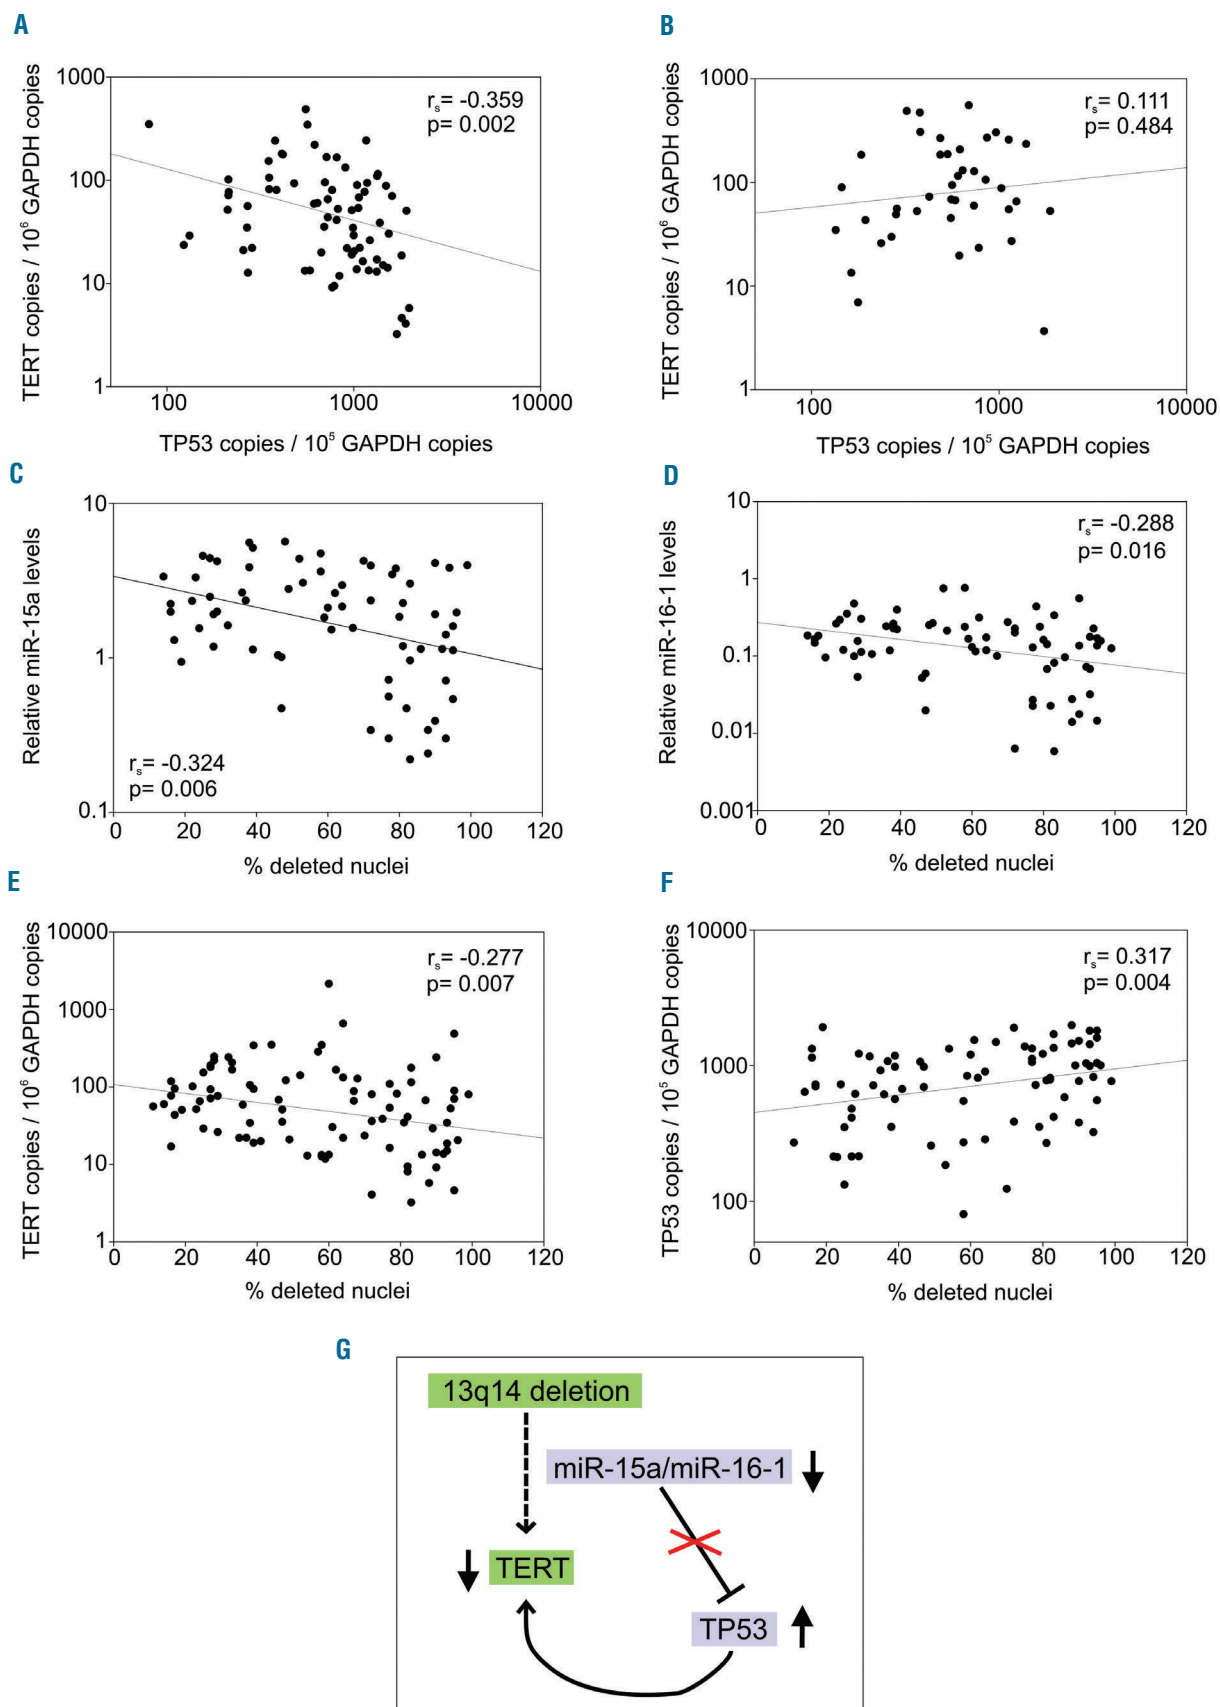 A
TERT copies / 10⁶ GAPDH copies
1000
100
10
1
rₛ= -0.359
p= 0.002
100
1000
10000
TP53 copies / 10⁵ GAPDH copies
B
TERT copies / 10⁶ GAPDH copies
1000
100
10
1
rₛ= 0.111
p= 0.484
100
1000
10000
TP53 copies / 10⁵ GAPDH copies
C
Relative miR-15a levels
10
1
0.1
rₛ= -0.324
p= 0.006
0 20 40 60 80 100 120
% deleted nuclei
D
Relative miR-16-1 levels
10
1
0.1
0.01
0.001
rₛ= -0.288
p= 0.016
0 20 40 60 80 100 120
% deleted nuclei
E
TERT copies / 10⁶ GAPDH copies
10000
1000
100
10
1
rₛ= -0.277
p= 0.007
0 20 40 60 80 100 120
% deleted nuclei
F
TP53 copies / 10⁵ GAPDH copies
10000
1000
100
rₛ= 0.317
p= 0.004
0 20 40 60 80 100 120
% deleted nuclei
G
13q14 deletion
miR-15a/miR-16-1
TERT
TP53